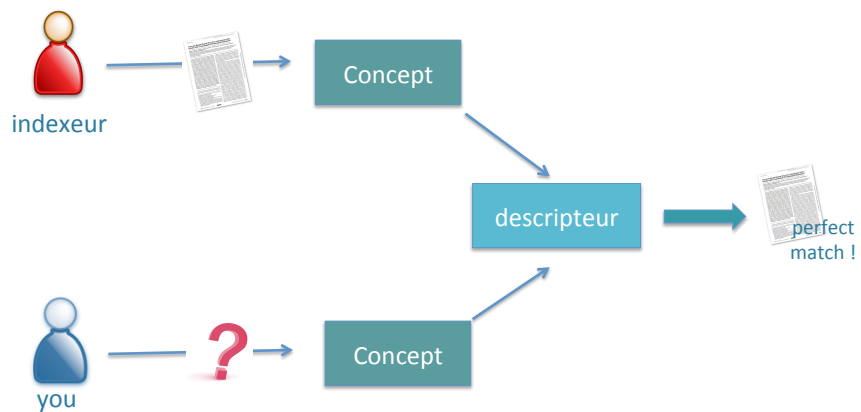 Concept
indexeur
descripteur
perfect
match !
?
Concept
you